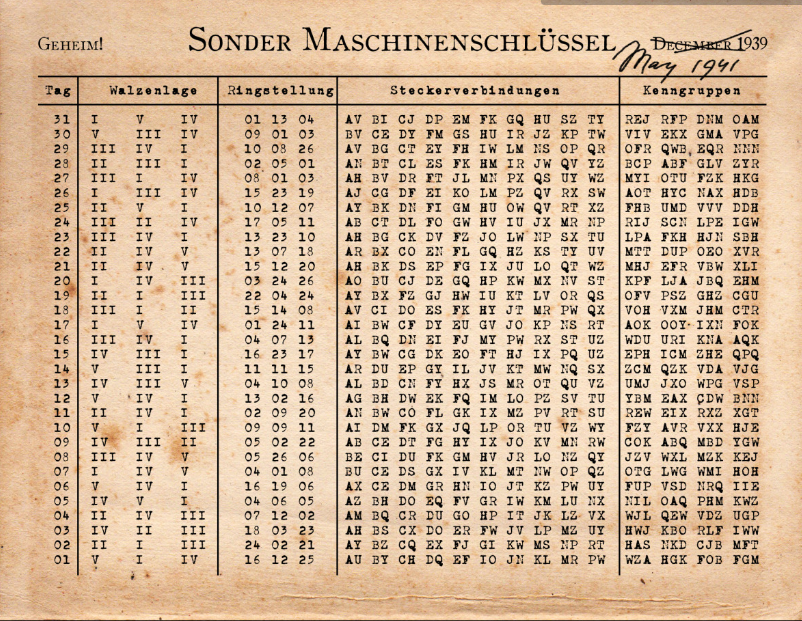 GEHEIM! SONDER MASCHINENSCHLÜSSEL DECEMBER 1939
May 1941
Tag Walzenlage Ringstellung Steckerverbindungen Kenngruppen
31 I V IV 01 13 04 AV BI CJ DP EM FK GQ HU SZ TY REJ RFP DNM OAM
30 V III IV 09 01 03 BV CE DY FM GS HU IR JZ KP TW VIV EKX GMA VPG
29 III IV I 10 08 26 AV BG CT EY FH IW LM NS OP QR OFR QWB EQR NNN
28 II III I 02 05 01 AN BT CL ES FK HM IR JW QV YZ BCP ABF GLV ZYR
27 III I IV 08 01 03 AH BV DR FT JL MN PX QS UY WZ MYI OTU FZK HKG
26 I III IV 15 23 19 AJ CG DF EI KO LM PZ QV RX SW AOT HYC NAX HDB
25 II V I 10 12 07 AY BK DN FI GM HU OW QV RT XZ FHB UMD VVV DDH
24 III II IV 17 05 11 AB CT DL FO GW HV IU JX MR NP RIJ SCN LPE IGW
23 III IV I 13 23 10 AH BG CK DV FZ JO LW NP SX TU LPA FKH HJN SBH
22 II IV V 13 07 18 AR BX CO EN FL GQ HZ KS TY UV MTT DUP OEO XVR
21 II IV V 15 12 20 AH BK DS EP FG IX JU LO QT WZ MHJ EFR VBW XLI
20 I IV III 03 24 26 AO BU CJ DE GQ HP KW MX NV ST KPF LJA JBQ EHM
19 II I III 22 04 24 AY BX FZ GJ HW IU KT LV OR QS OFV PSZ GHZ CGU
18 III I II 15 14 08 AV CI DO ES FK HY JT MR PW QX VOH VXM JHM CTR
17 I V IV 01 24 11 AI BW CF DY EU GV JO KP NS RT AOK OOY IXN FOK
16 III IV I 04 07 13 AL BQ DN EI FJ MY PW RX ST UZ WDU URI KNA AQK
15 IV III I 16 23 17 AY BW CG DK EO FT HJ IX PQ UZ EPH ICM ZHE QPQ
14 V III I 11 11 15 AR DU EP GY IL JV KT MW NQ SX ZCM QZK VDA VJG
13 IV III V 04 10 08 AL BD CN FY HX JS MR OT QU VZ UMJ JXO WPG VSP
12 V IV I 13 02 16 AG BH DW EK FQ IM LO PZ SV TU YBM EAX CDW BNN
11 II IV I 02 09 20 AN BW CO FL GK IX MZ PV RT SU REW EIX RXZ XGT
10 V I III 09 09 11 AI DM FK GX JQ LP OR TU VZ WY FZY AVR VXX HJE
09 IV III II 05 02 22 AB CE DT FG HY IX JO KV MN RW COK ABQ MBD YGW
08 III IV V 05 26 06 BE CI DU FK GM HV JR LO NZ QY JZV WXL MZK KEJ
07 I IV V 04 01 08 BU CE DS GX IV KL MT NW OP QZ OTG LWG WMI HOH
06 V IV I 16 19 06 AX CE DM GR HN IO JT KZ PW UY FUP VSD NRQ IIE
05 IV V I 04 06 05 AZ BH DO EQ FV GR IW KM LU NX NIL OAQ PHM KWZ
04 II IV III 07 12 02 AM BQ CR DU GO HP IT JK LZ VX WJL QEW VDZ UGP
03 IV II III 18 03 23 AH BS CX DO ER FW JV LP MZ UY HWJ KBO RLF IWW
02 II I III 24 02 21 AY BZ CQ EX FJ GI KW MS NP RT HAS NKD CJB MFT
01 V I IV 16 12 25 AU BY CH DQ EF IO JN KL MR PW WZA HGK FOB FGM